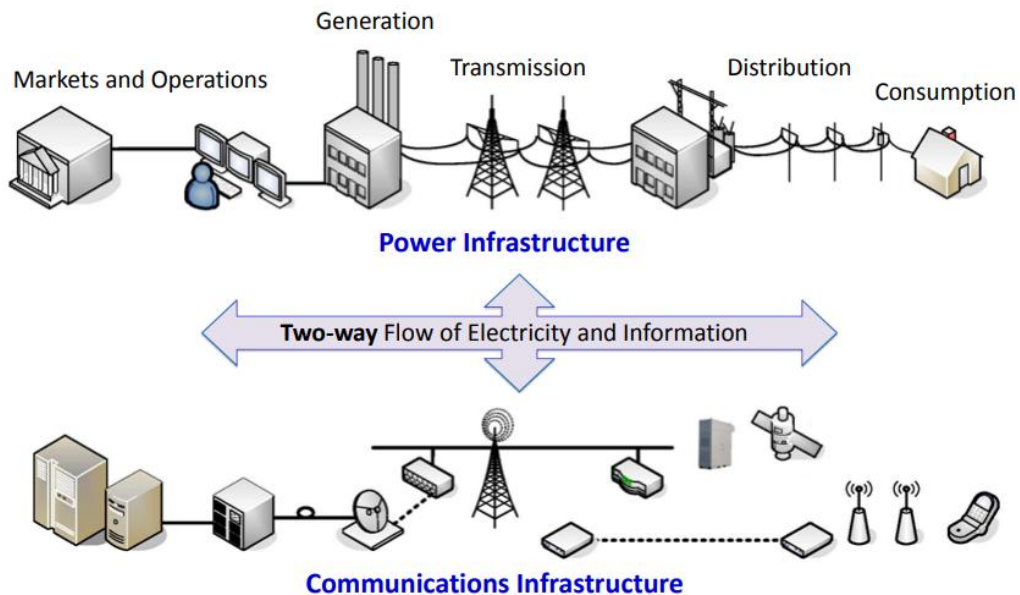 Generation
Markets and Operations
Transmission
Distribution
Consumption
Power Infrastructure
Two-way Flow of Electricity and Information
Communications Infrastructure